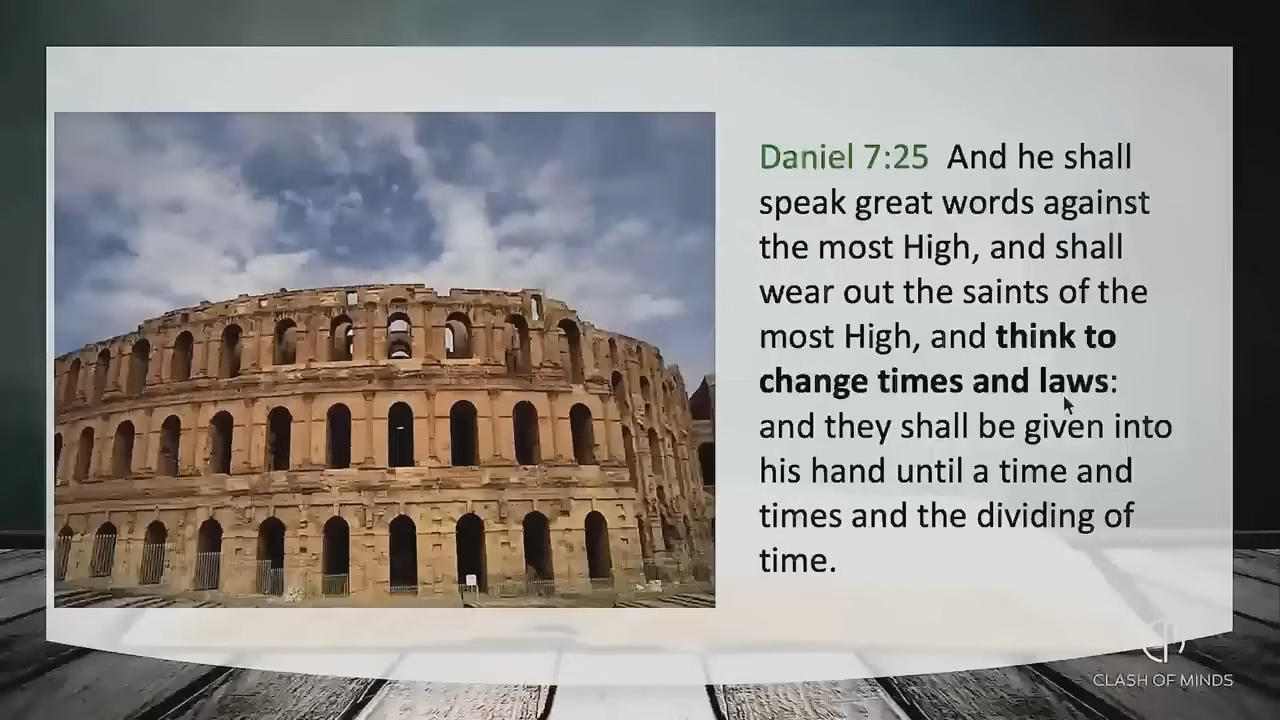 Daniel 7:25 And he shall
speak great words against
the most High, and shall
wear out the saints of the
most High, and think to
change times and laws:
and they shall be given into
his hand until a time and
times and the dividing of
time.
CLASH OF MINDS